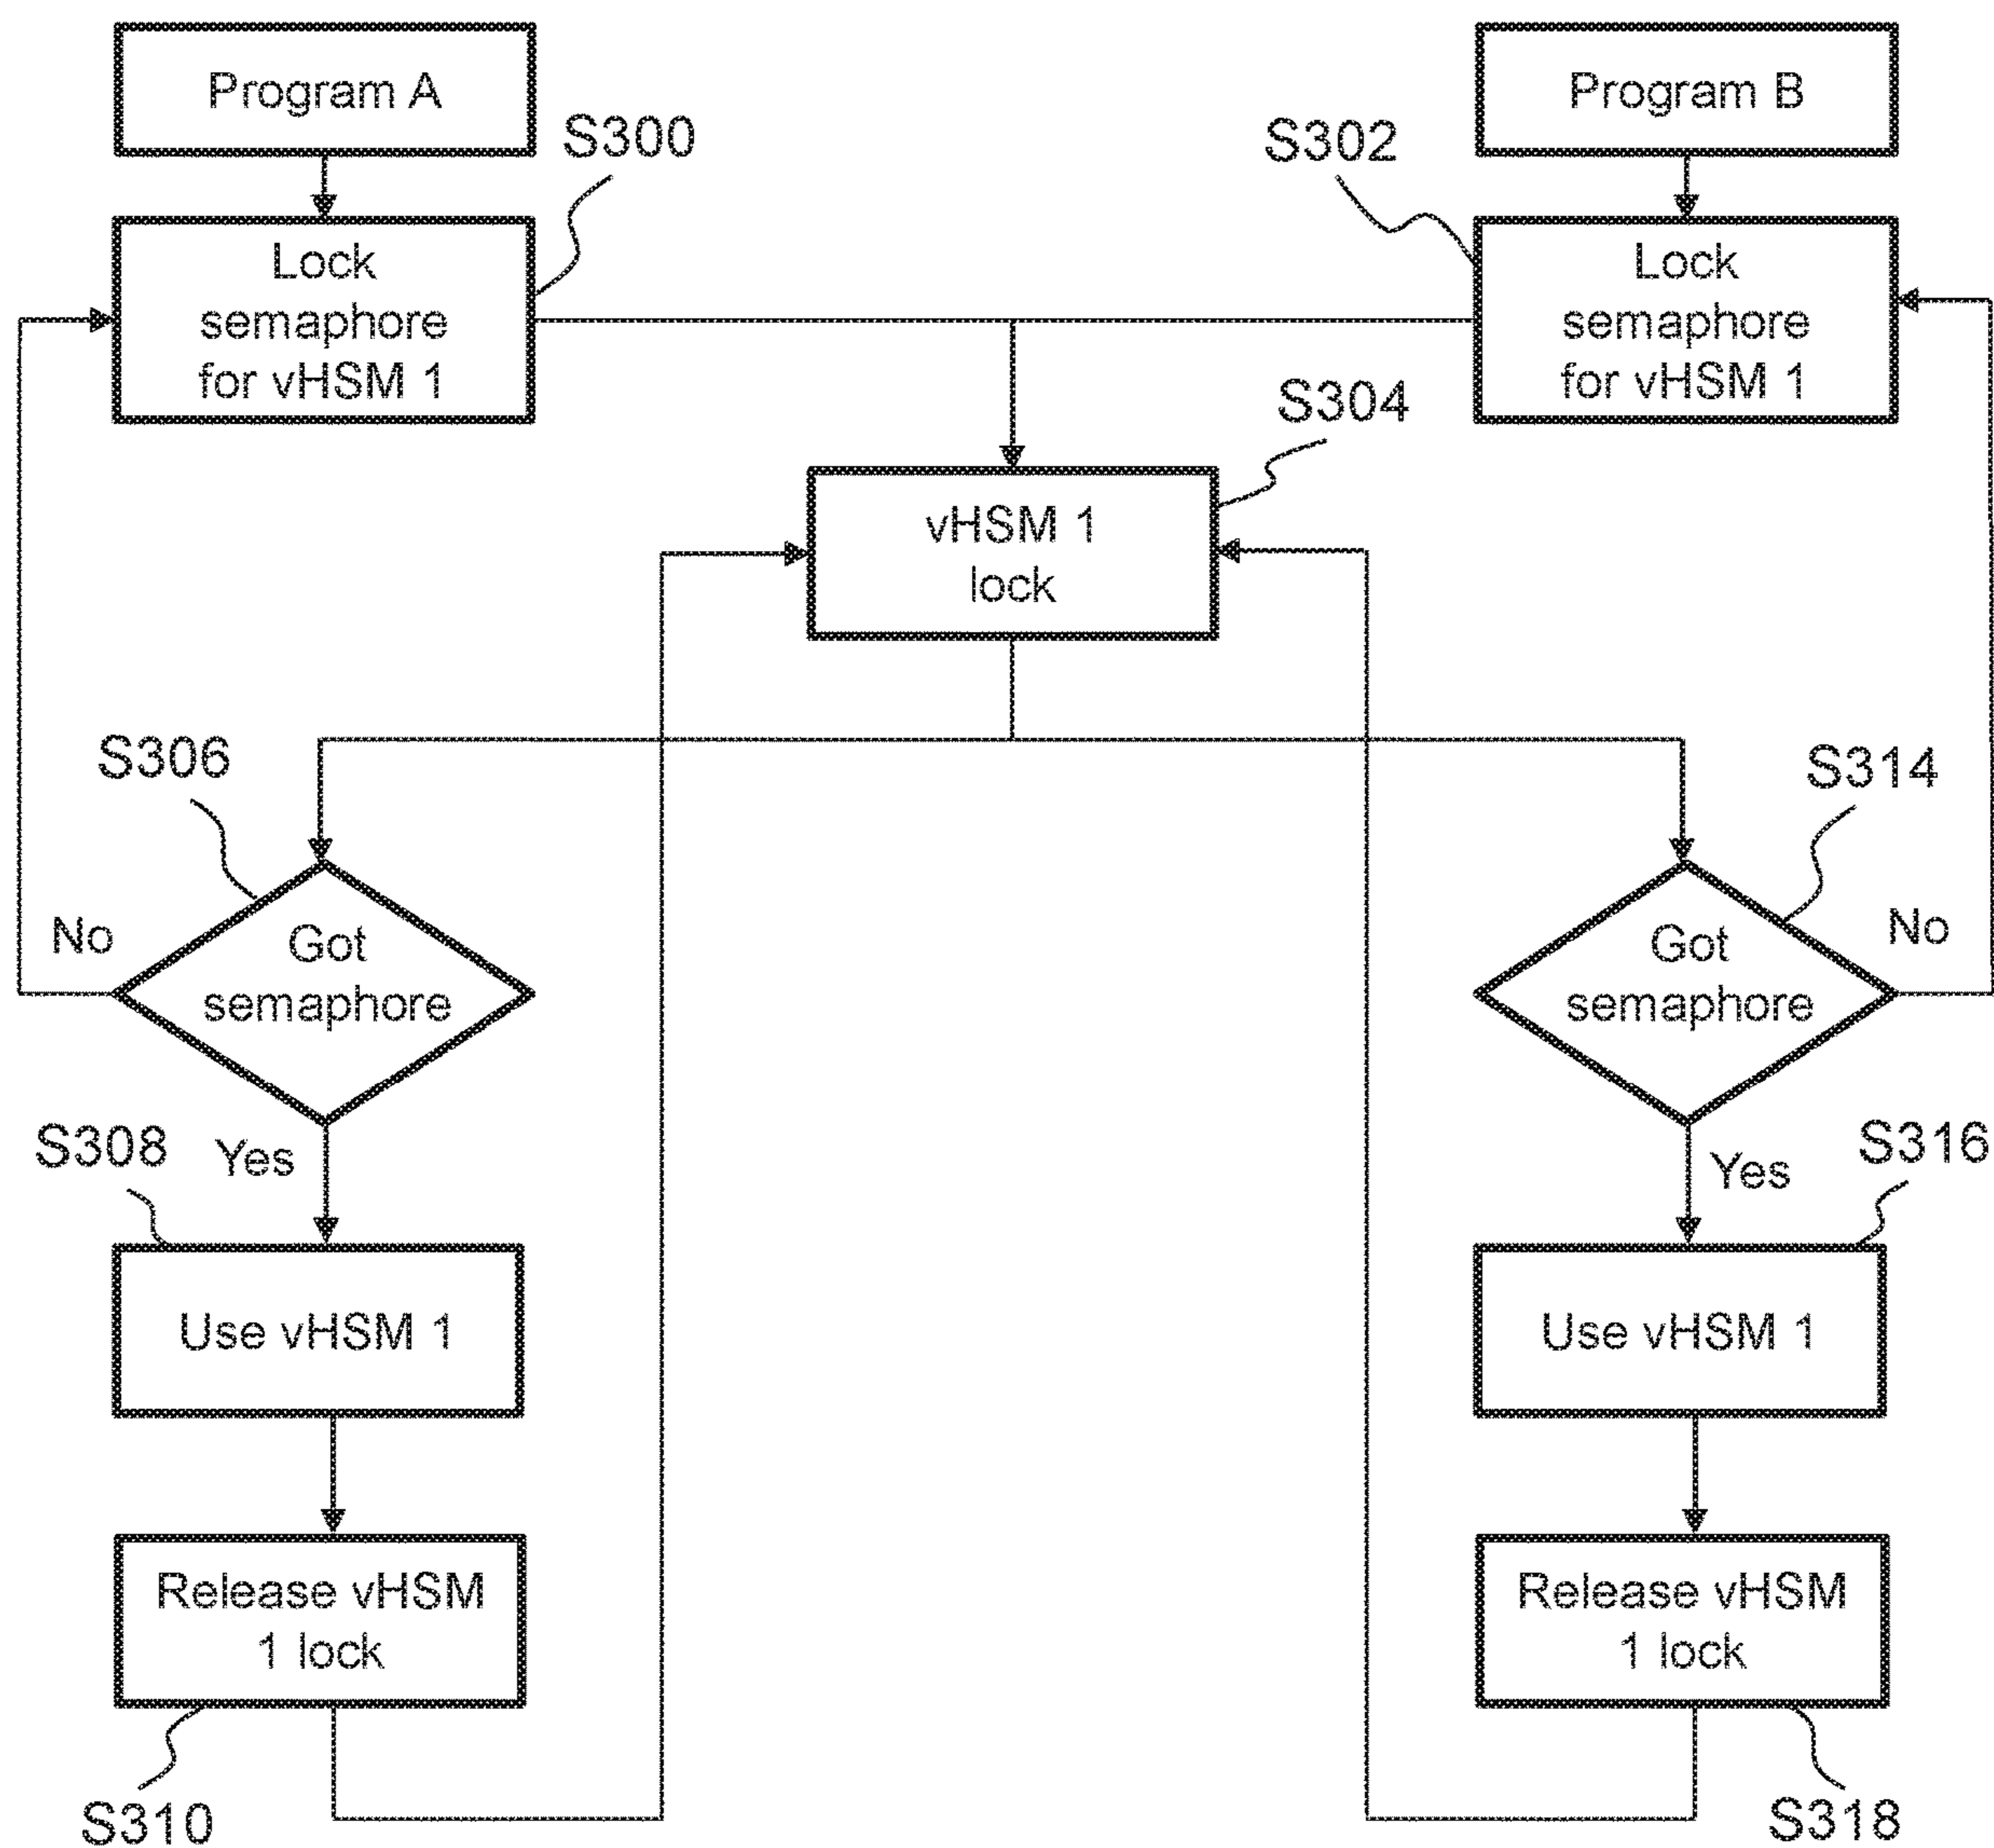 Program A
Program B
S300
S302
Lock
semaphore
for vHSM 1
Lock
semaphore
for vHSM 1
S304
vHSM 1
lock
S306
S314
No
Got
semaphore
Got
semaphore
No
S308
Yes
Yes
S316
Use vHSM 1
Use vHSM 1
Release vHSM
1 lock
Release vHSM
1 lock
S310
S318